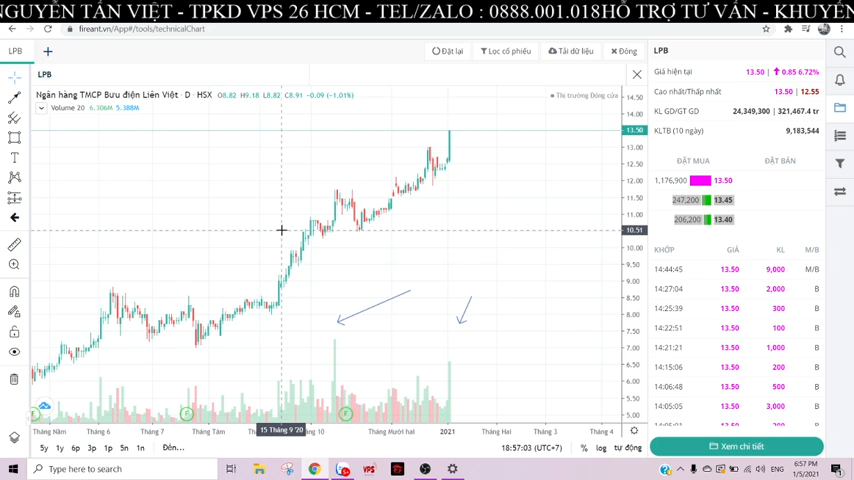 NGUYỄN TẤN VIỆT - TPKD VPS 26 HCM - TEL/ZALO : 0888.001.018HỖ TRỢ TƯ VẤN - KHUYẾN
fireant.vn/App#/tools/technicalChart
LPB
Đặt lại
Lọc cổ phiếu
Tải dữ liệu
Đóng
LPB
LPB
Ngân hàng TMCP Bưu điện Liên Việt · D · HSX O8.82 H9.18 L8.82 C8.91 -0.09 (-1.01%)
Thị trường Đóng cửa
Volume 20 6.306M 5.388M
14.50
14.00
13.50
13.00
12.50
12.00
11.50
11.00
10.51
10.00
9.50
9.00
8.50
8.00
7.50
7.00
6.50
6.00
5.50
5.00
Tháng Năm
Tháng 6
Tháng 7
Tháng Tám
15 Tháng 9 '20
10
Tháng Mười hai
2021
Tháng Hai
Tháng 3
Tháng 4
5y 1y 6p 3p 1p 5n 1n Đến...
18:57:03 (UTC+7)
% log tự động
Giá hiện tại 13.50 | 0.85 6.72%
Cao nhất/Thấp nhất 13.50 | 12.55
KL GD/GT GD 24,349,300 | 321,467.4 tr
KLTB (10 ngày) 9,183,544
ĐẶT MUA ĐẶT BÁN
1,176,900 13.50
247,200 13.45
206,200 13.40
KHỚP GIÁ KL M/B
14:44:45 13.50 9,000 M/B
14:27:04 13.50 2,000 B
14:25:39 13.50 300 B
14:22:51 13.50 100 B
14:21:21 13.50 1,000 B
14:15:06 13.50 200 B
14:06:48 13.50 500 B
14:05:05 13.50 3,000 B
Xem chi tiết
Type here to search
VPS
ENG
6:57 PM
1/5/2021